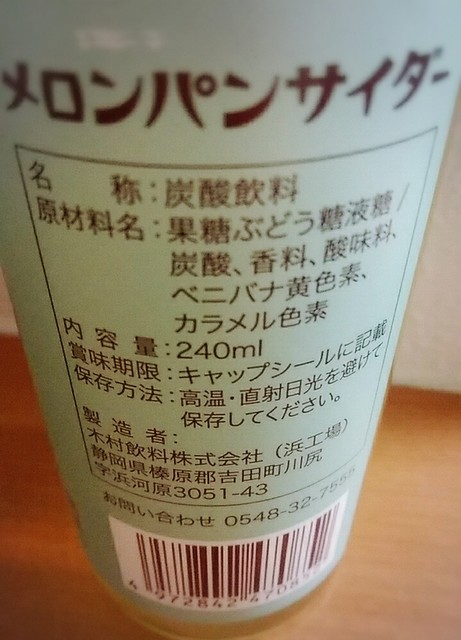 メロンパンサイダー
名称:炭酸飲料
原材料名:果糖ぶどう糖液糖/
炭酸、香料、酸味料、
ベニバナ黄色素、
カラメル色素
内容量:240ml
賞味期限:キャップシールに記載
保存方法:高温・直射日光を避けて
保存してください。
製造者:
木村飲料株式会社(浜工場)
静岡県榛原郡吉田町川尻
字浜河原3051-43
お問い合わせ 0548-32-7555
4 972842